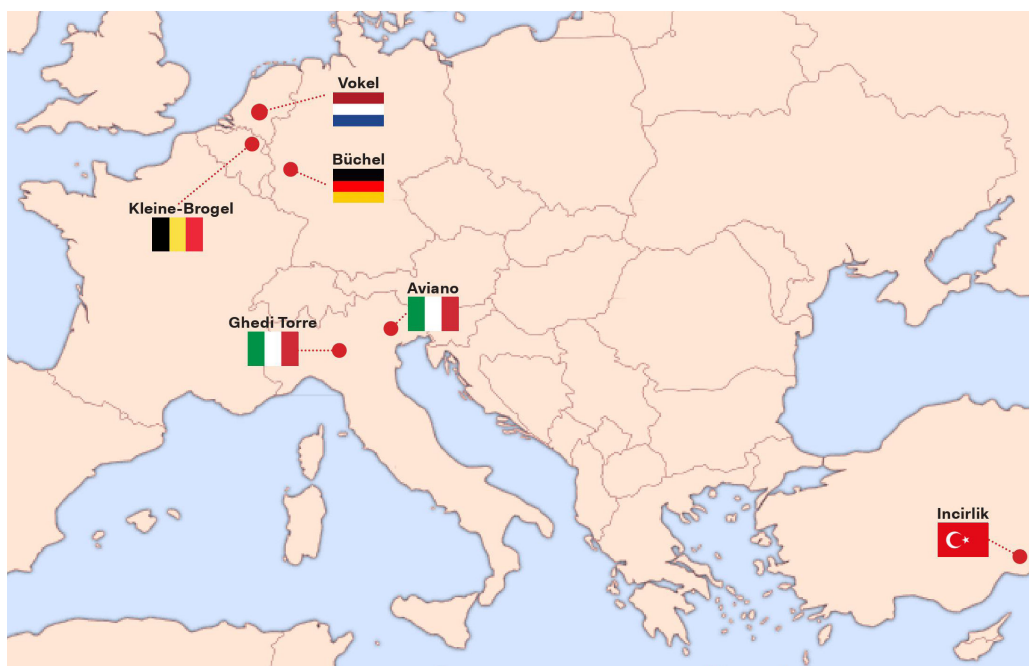 Vokel
Büchel
Kleine-Brogel
Aviano
Ghedi Torre
Incirlik